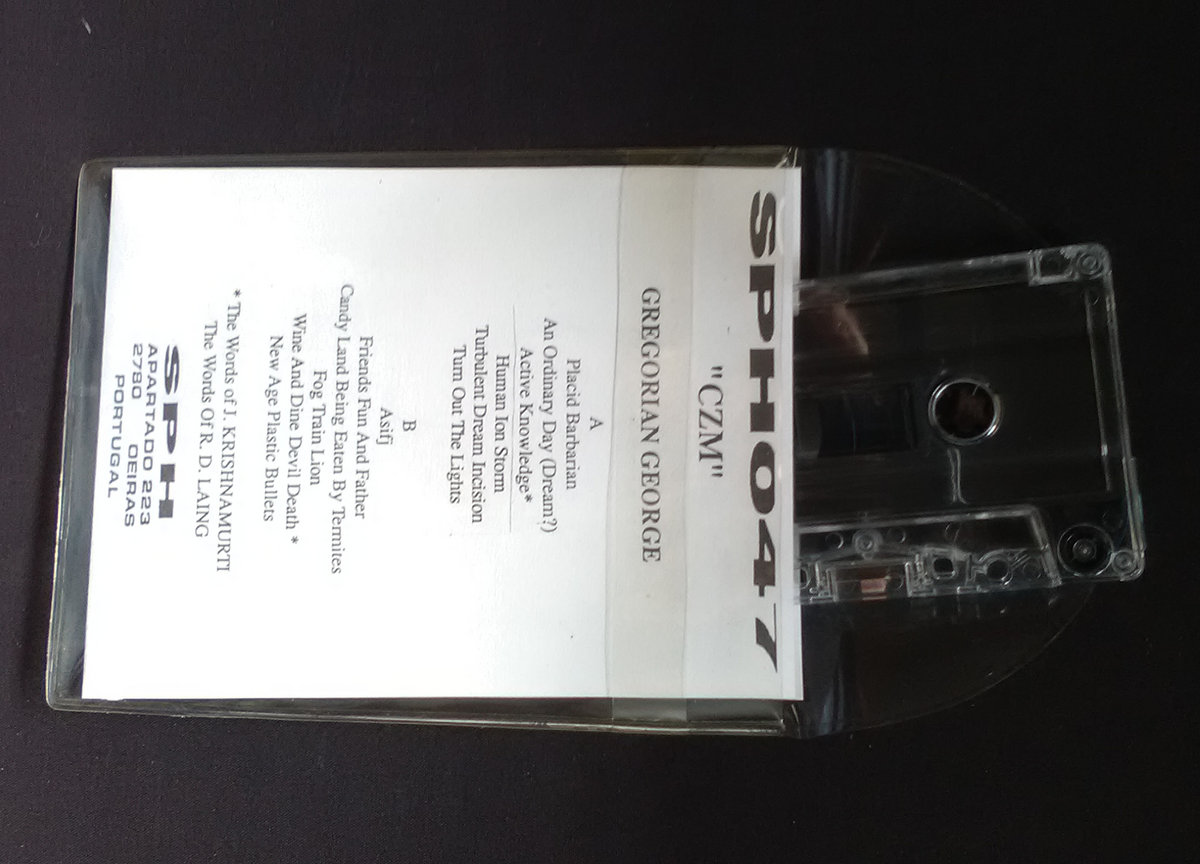 SPH047
"CZM"
GREGORIAN GEORGE
A
Placid Barbarian
An Ordinary Day (Dream?)
Active Knowledge*
Human Ion Storm
Turbulent Dream Incision
Turn Out The Lights
B
Asifj
Friends Fun And Father
Candy Land Being Eaten By Termites
Fog Train Lion
Wine And Dine Devil Death *
New Age Plastic Bullets
* The Words of J. KRISHNAMURTI
The Words Of R. D. LAING
SPH
APARTADO 223
2780 OEIRAS
PORTUGAL